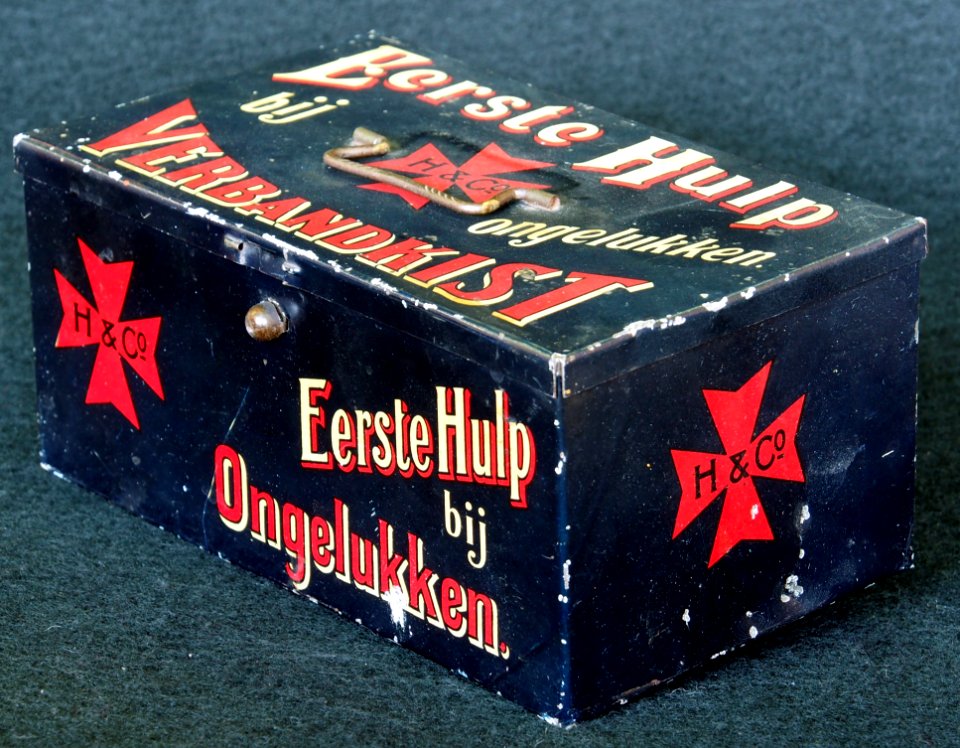 Eerste Hulp
bij
H & Co
ongelukken.
VERBANDKIST
H & Co
Eerste Hulp
bij
Ongelukken.
H & Co